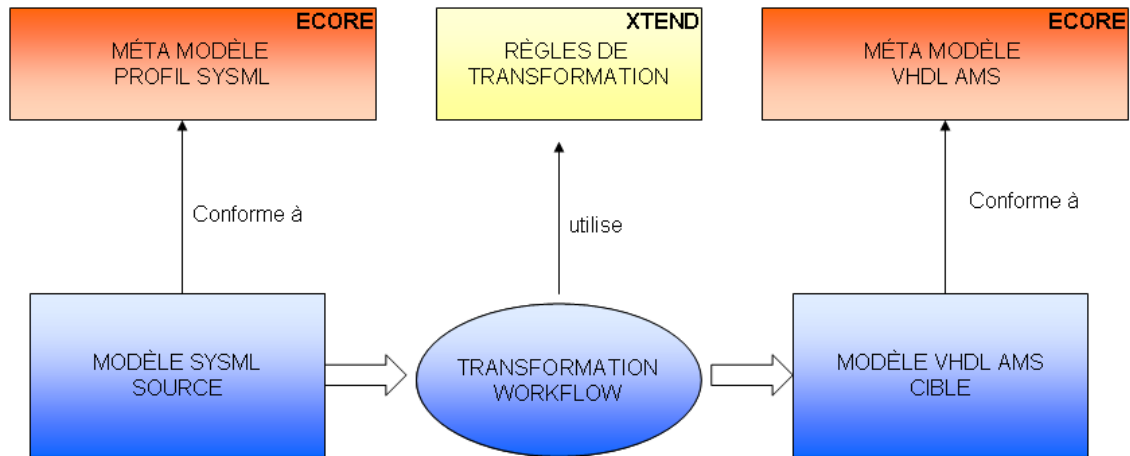 ECORE
MÉTA MODÈLE
PROFIL SYSML
XTEND
RÈGLES DE
TRANSFORMATION
ECORE
MÉTA MODÈLE
VHDL AMS
Conforme à
utilise
Conforme à
MODÈLE SYSML
SOURCE
TRANSFORMATION
WORKFLOW
MODÈLE VHDL AMS
CIBLE